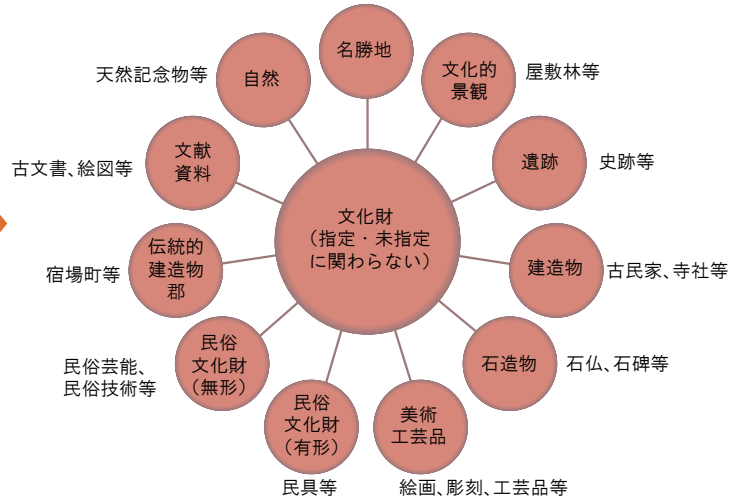 名勝地
文化的
景観
屋敷林等
遺跡
史跡等
建造物
古民家、寺社等
石造物
石仏、石碑等
美術
工芸品
絵画、彫刻、工芸品等
民俗
文化財
（有形）
民具等
民俗
文化財
（無形）
民俗芸能、
民俗技術等
伝統的
建造物
郡
宿場町等
文献
資料
古文書、絵図等
自然
天然記念物等
文化財
（指定・未指定
に関わらない）